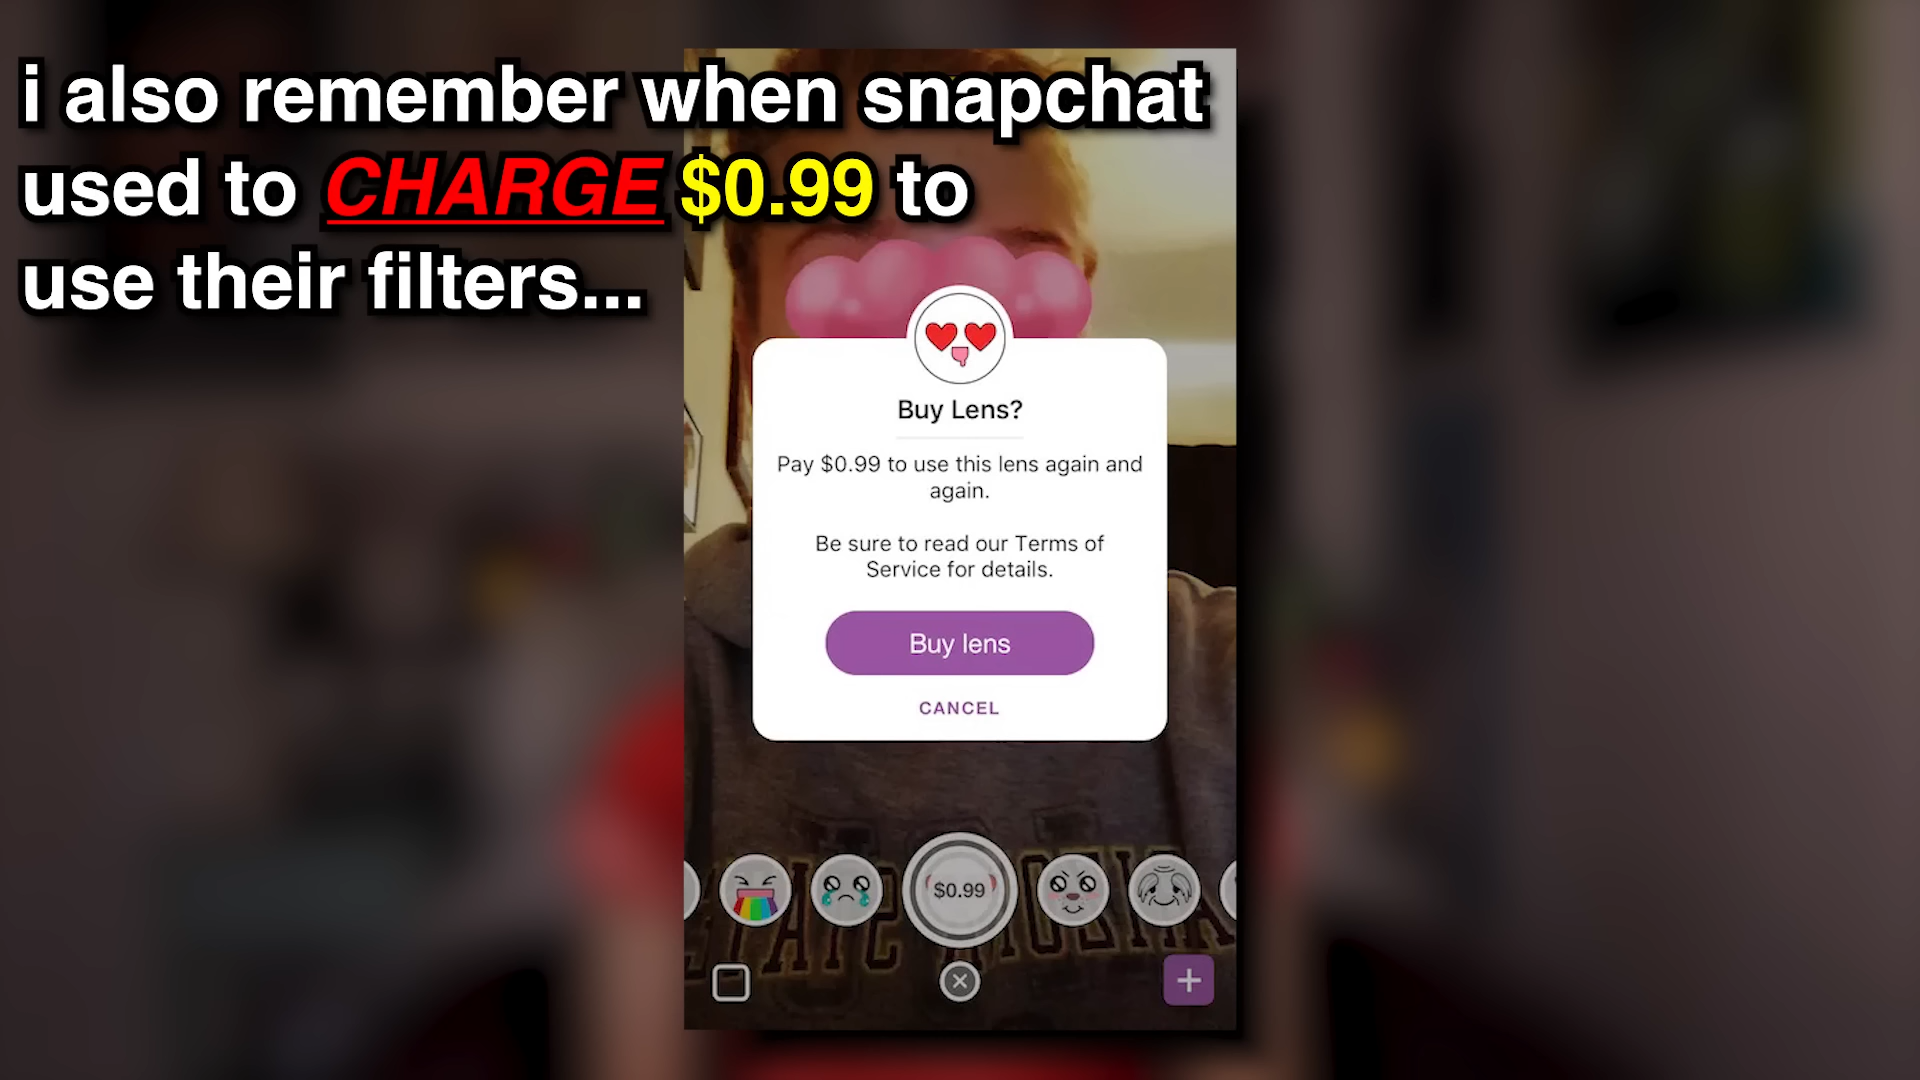 i also remember when snapchat
used to CHARGE $0.99 to
use their filters...
Buy Lens?
Pay $0.99 to use this lens again and
again.
Be sure to read our Terms of
Service for details.
Buy lens
CANCEL
$0.99